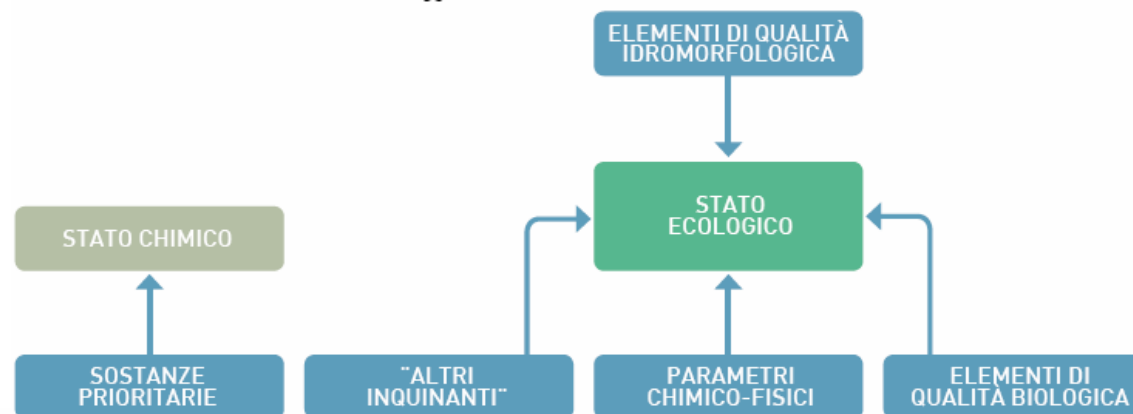 ELEMENTI DI QUALITÀ
IDROMORFOLOGICA
STATO
ECOLOGICO
STATO CHIMICO
SOSTANZE
PRIORITARIE
"ALTRI
INQUINANTI"
PARAMETRI
CHIMICO-FISICI
ELEMENTI DI
QUALITÀ BIOLOGICA